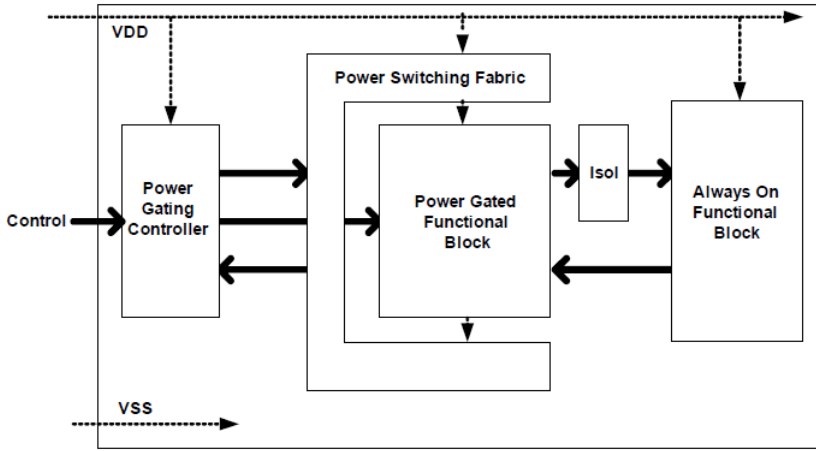 VDD
Power Switching Fabric
Control
Power
Gating
Controller
Power Gated
Functional
Block
Isol
Always On
Functional
Block
VSS